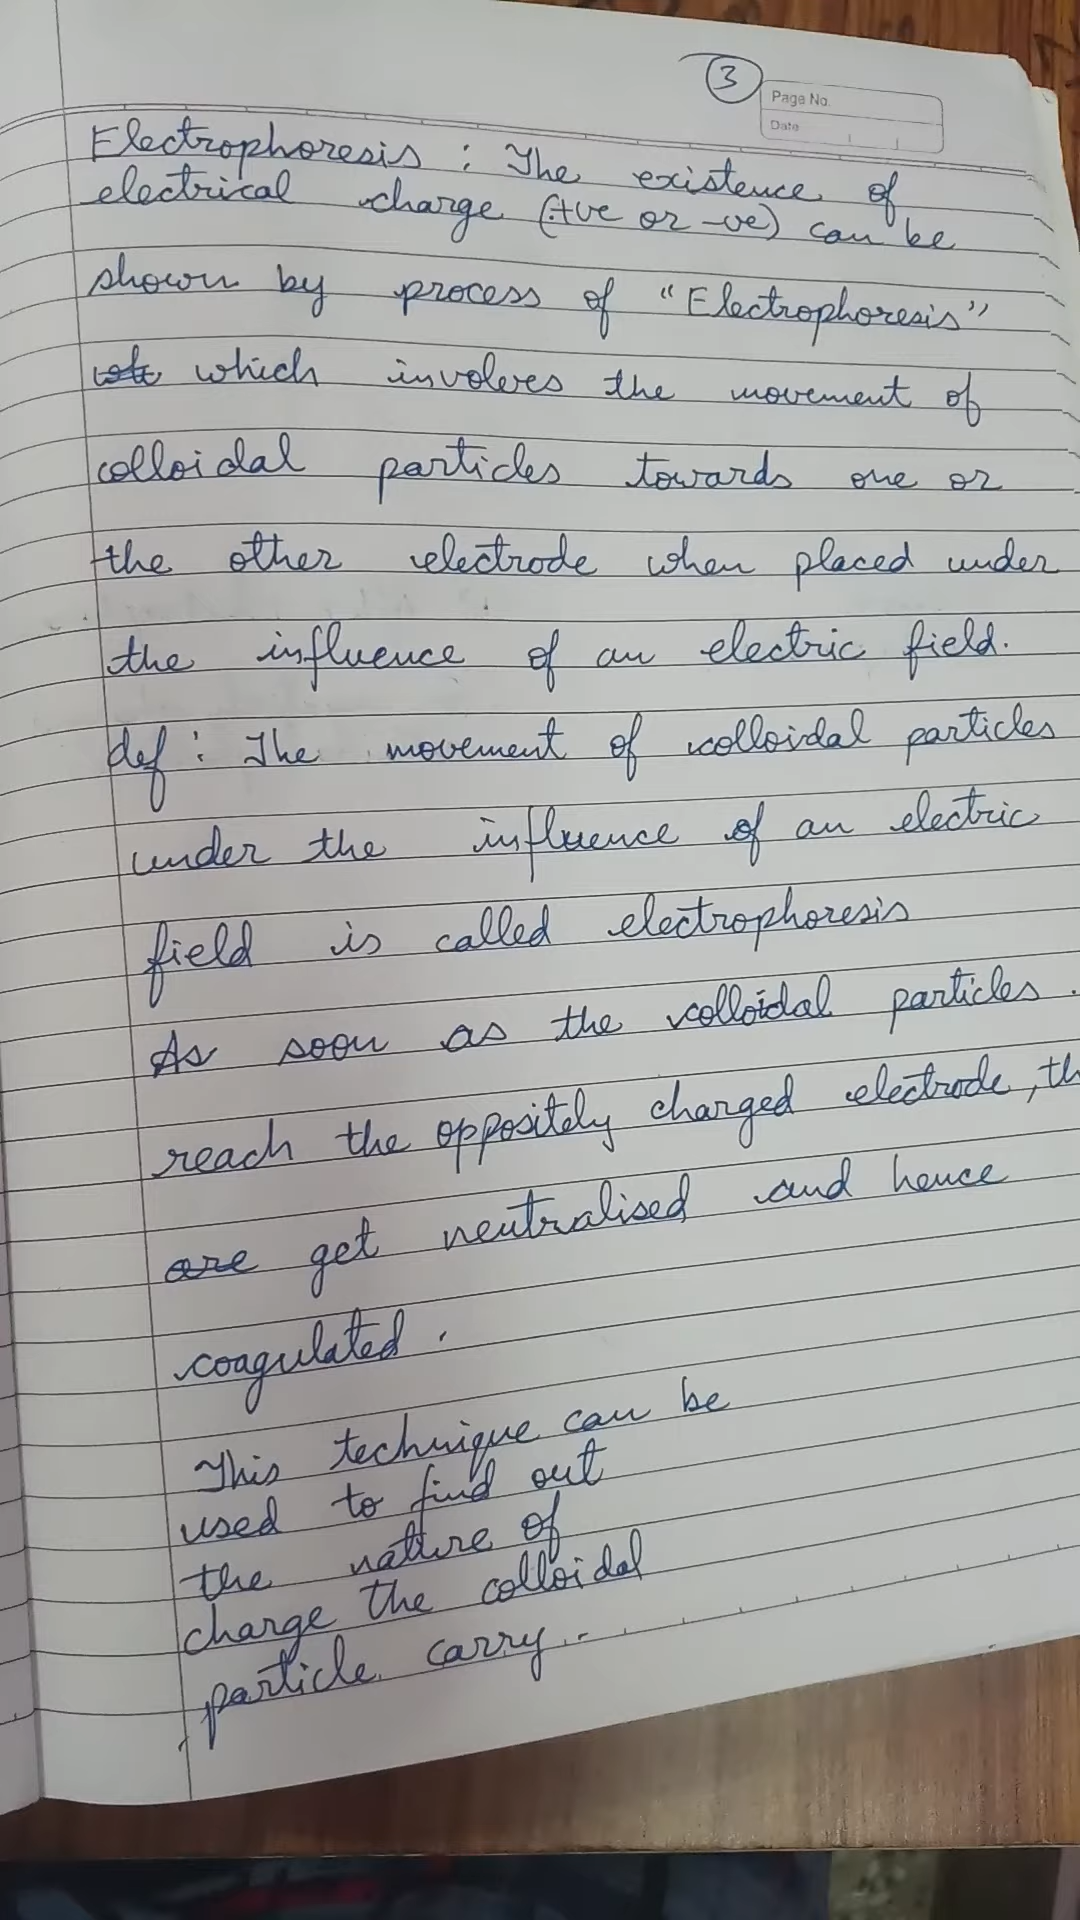 3
Page No.
Date
Electrophoresis : The existence of
electrical charge (+ve or -ve) can be
shown by process of "Electrophoresis"
which involves the movement of
colloidal particles towards one or
the other electrode when placed under
the influence of an electric field.
def : The movement of colloidal particles
under the influence of an electric
field is called electrophoresis
As soon as the colloidal particles.
reach the oppositely charged electrode, th
are get neutralised and hence
coagulated.
This technique can be
used to find out
the nature of
charge the colloidal
particle carry..